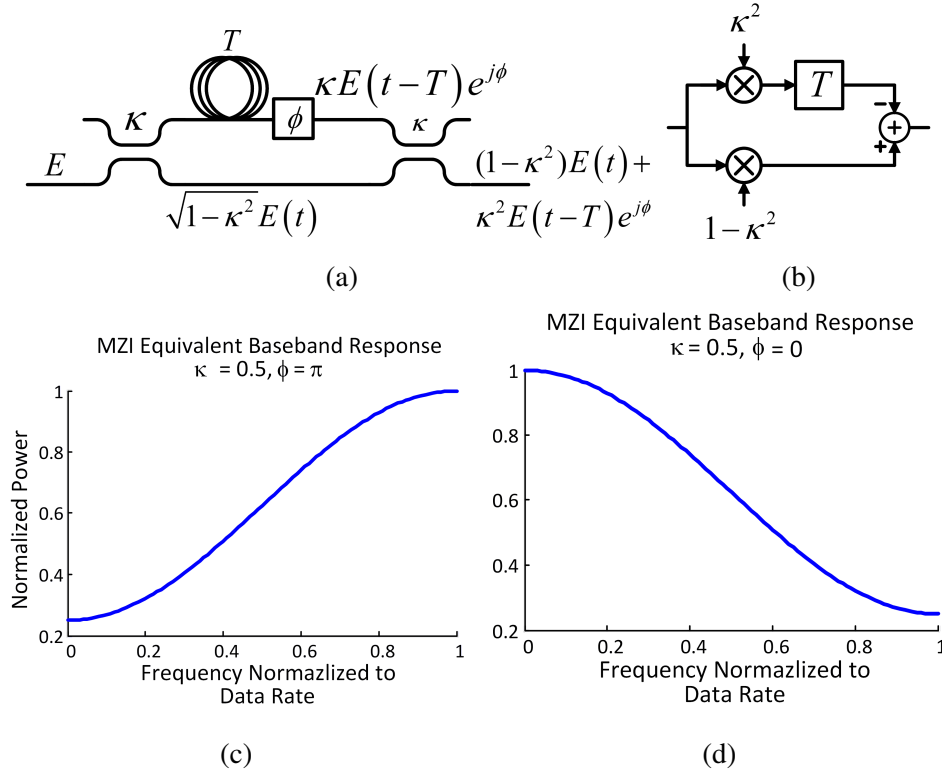 T
κE(t−T)e^{jϕ}
κ
ϕ
κ
E
√1−κ² E(t)
(1−κ²)E(t)+
κ²E(t−T)e^{jϕ}
(a)
κ²
T
−
+
+
1−κ²
(b)
MZI Equivalent Baseband Response
κ = 0.5, ϕ = π
Normalized Power
1
0.8
0.6
0.4
0.2
0 0.2 0.4 0.6 0.8 1
Frequency Normazlized to
Data Rate
(c)
MZI Equivalent Baseband Response
κ = 0.5, ϕ = 0
1
0.8
0.6
0.4
0.2
0 0.2 0.4 0.6 0.8 1
Frequency Normazlized to
Data Rate
(d)